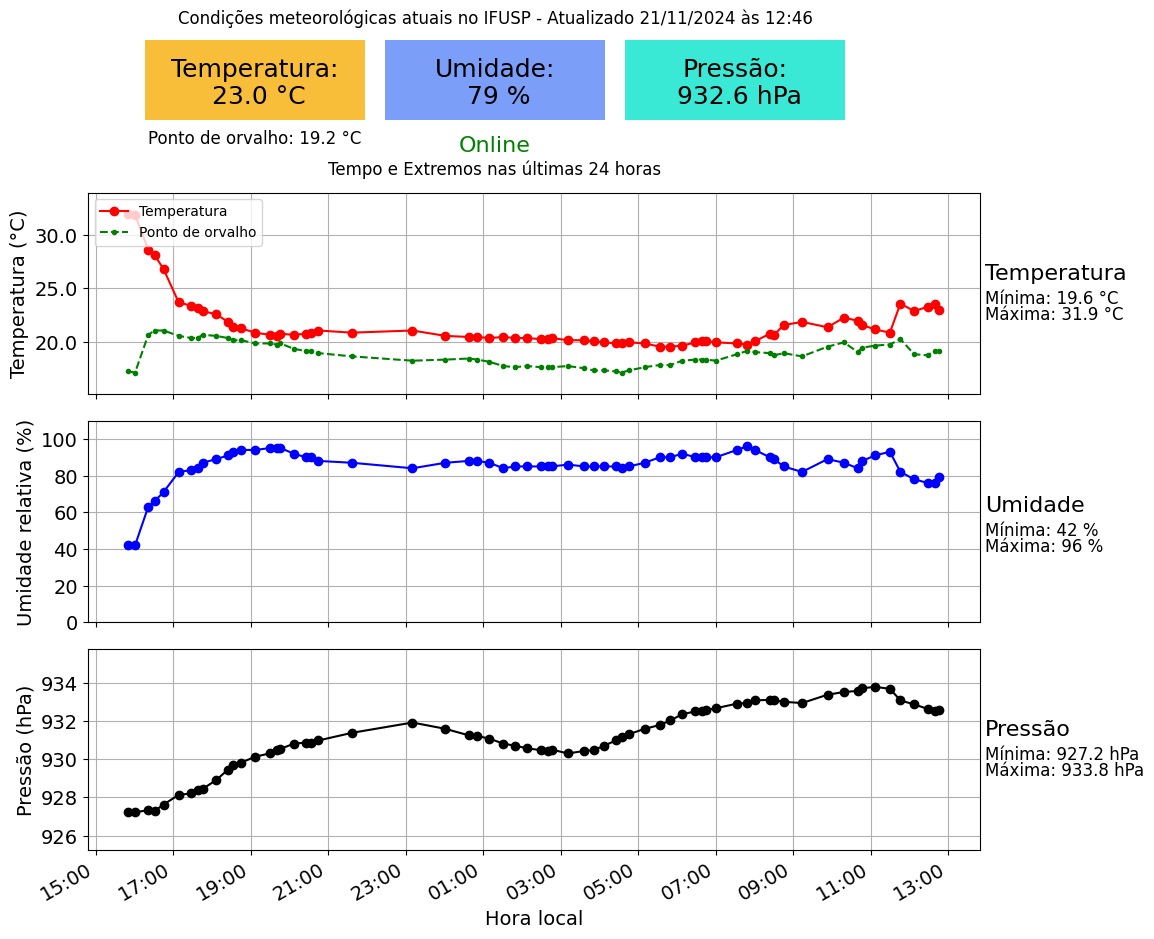 Condições meteorológicas atuais no IFUSP - Atualizado 21/11/2024 às 12:46
Temperatura:
23.0 °C
Umidade:
79 %
Pressão:
932.6 hPa
Ponto de orvalho: 19.2 °C
Online
Tempo e Extremos nas últimas 24 horas
Temperatura (°C)
30.0
25.0
20.0
Temperatura
Ponto de orvalho
Temperatura
Mínima: 19.6 °C
Máxima: 31.9 °C
Umidade relativa (%)
100
80
60
40
20
0
Umidade
Mínima: 42 %
Máxima: 96 %
Pressão (hPa)
934
932
930
928
926
Pressão
Mínima: 927.2 hPa
Máxima: 933.8 hPa
15:00
17:00
19:00
21:00
23:00
01:00
03:00
05:00
07:00
09:00
11:00
13:00
Hora local